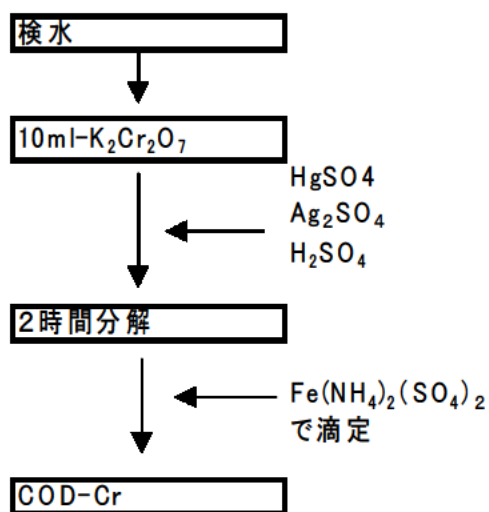 検水
10ml-K₂Cr₂O₇
HgSO4
Ag₂SO₄
H₂SO₄
2時間分解
Fe(NH₄)₂(SO₄)₂
で滴定
COD-Cr